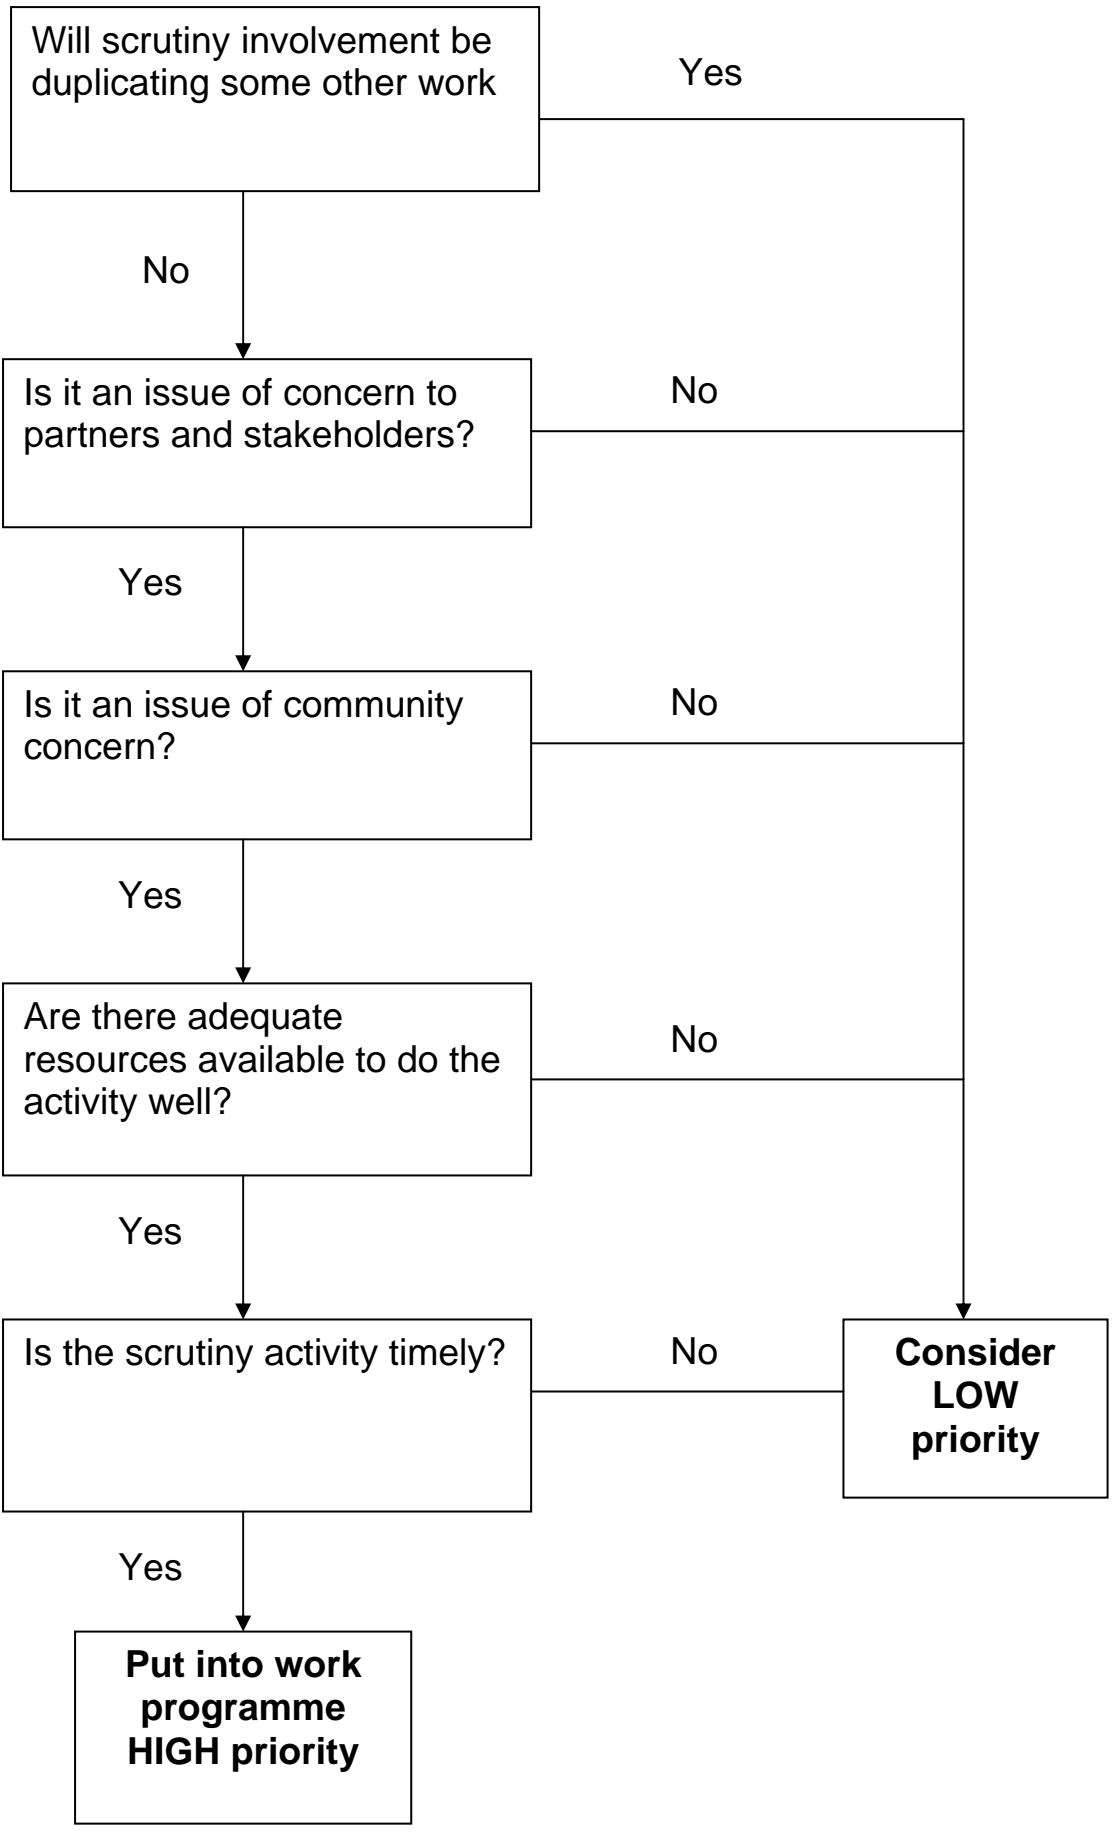 Will scrutiny involvement be
duplicating some other work
Yes
No
Is it an issue of concern to
partners and stakeholders?
No
Yes
Is it an issue of community
concern?
No
Yes
Are there adequate
resources available to do the
activity well?
No
Yes
Is the scrutiny activity timely?
No
Consider
LOW
priority
Yes
Put into work
programme
HIGH priority